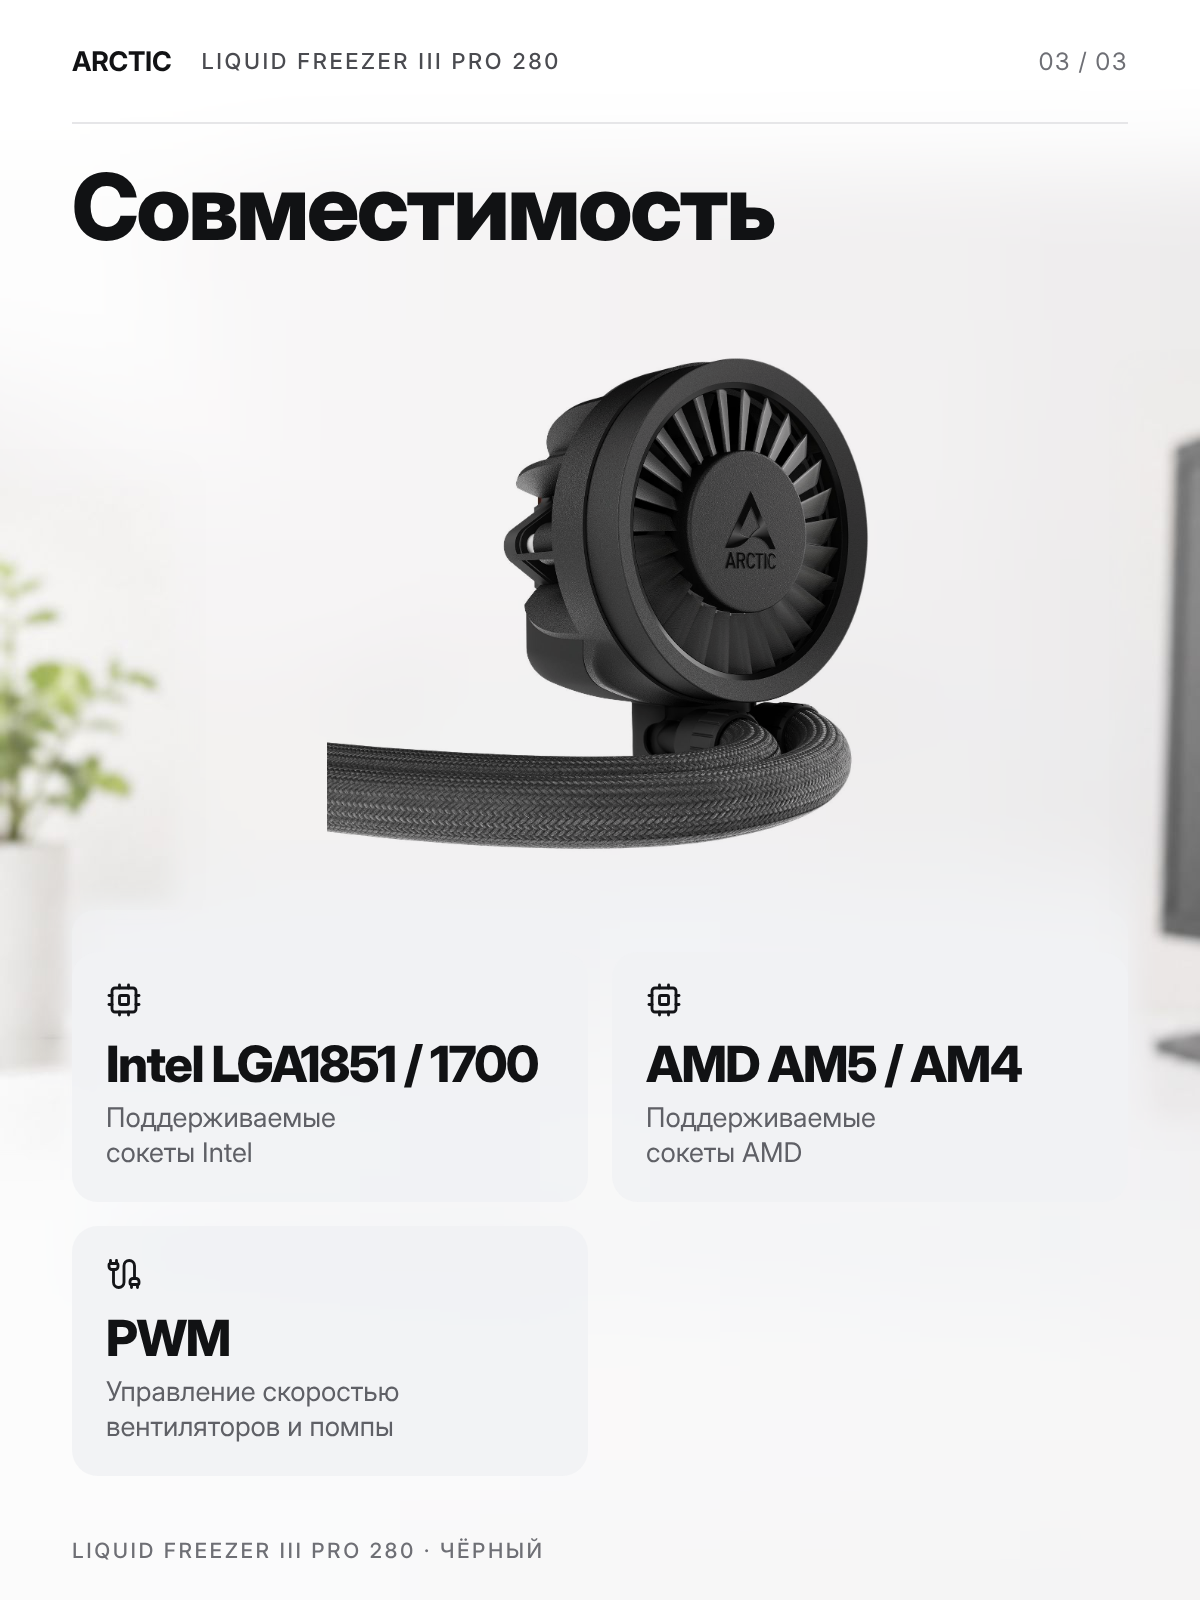 ARCTIC LIQUID FREEZER III PRO 280 03 / 03
Совместимость
ARCTIC
Intel LGA1851 / 1700
Поддерживаемые
сокеты Intel
AMD AM5 / AM4
Поддерживаемые
сокеты AMD
PWM
Управление скоростью
вентиляторов и помпы
LIQUID FREEZER III PRO 280 · ЧЁРНЫЙ